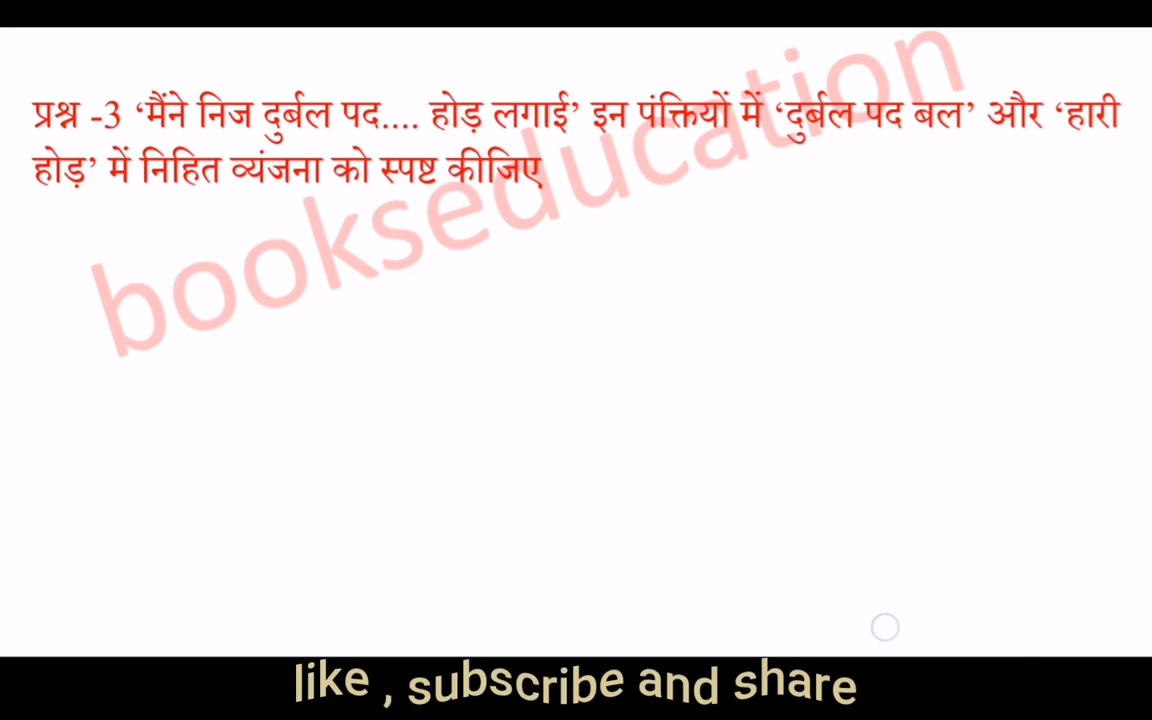 प्रश्न -3 ‘मैंने निज दुर्बल पद.... होड़ लगाई’ इन पंक्तियों में ‘दुर्बल पद बल’ और ‘हारी
होड़’ में निहित व्यंजना को स्पष्ट कीजिए
bookseducation
like , subscribe and share